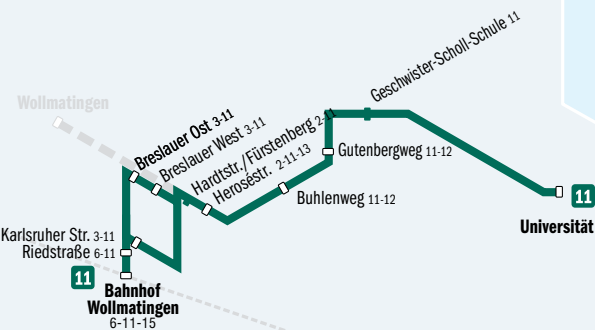 Geschwister-Scholl-Schule 11
Wollmatingen
Breslauer Ost 3-11
Breslauer West 3-11
Hardtstr./Fürstenberg 2-11
Heroséstr. 2-11-13
Gutenbergweg 11-12
Buhlenweg 11-12
11
Universität
Karlsruher Str. 3-11
Riedstraße 6-11
11
Bahnhof
Wollmatingen
6-11-15